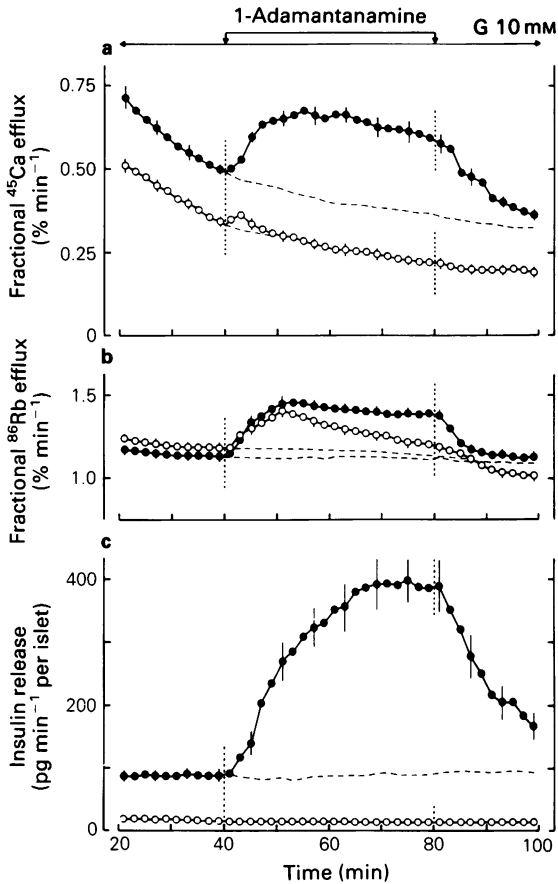 1-Adamantanamine
G 10 mM
a
Fractional ⁴⁵Ca efflux
(% min⁻¹)
0.75
0.50
0.25
0
b
Fractional ⁸⁶Rb efflux
(% min⁻¹)
1.5
1.0
c
Insulin release
(pg min⁻¹ per islet)
400
200
0
20 40 60 80 100
Time (min)